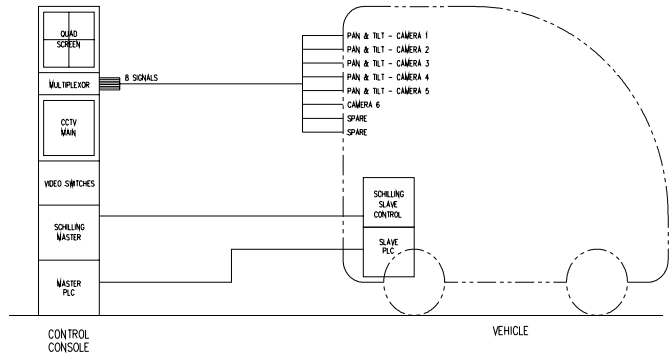 QUAD
SCREEN
MULTIPLEXOR
8 SIGNALS
CCTV
MAIN
VIDEO SWITCHES
SCHILLING
MASTER
MASTER
PLC
CONTROL
CONSOLE
PAN & TILT - CAMERA 1
PAN & TILT - CAMERA 2
PAN & TILT - CAMERA 3
PAN & TILT - CAMERA 4
PAN & TILT - CAMERA 5
CAMERA 6
SPARE
SPARE
SCHILLING
SLAVE
CONTROL
SLAVE
PLC
VEHICLE